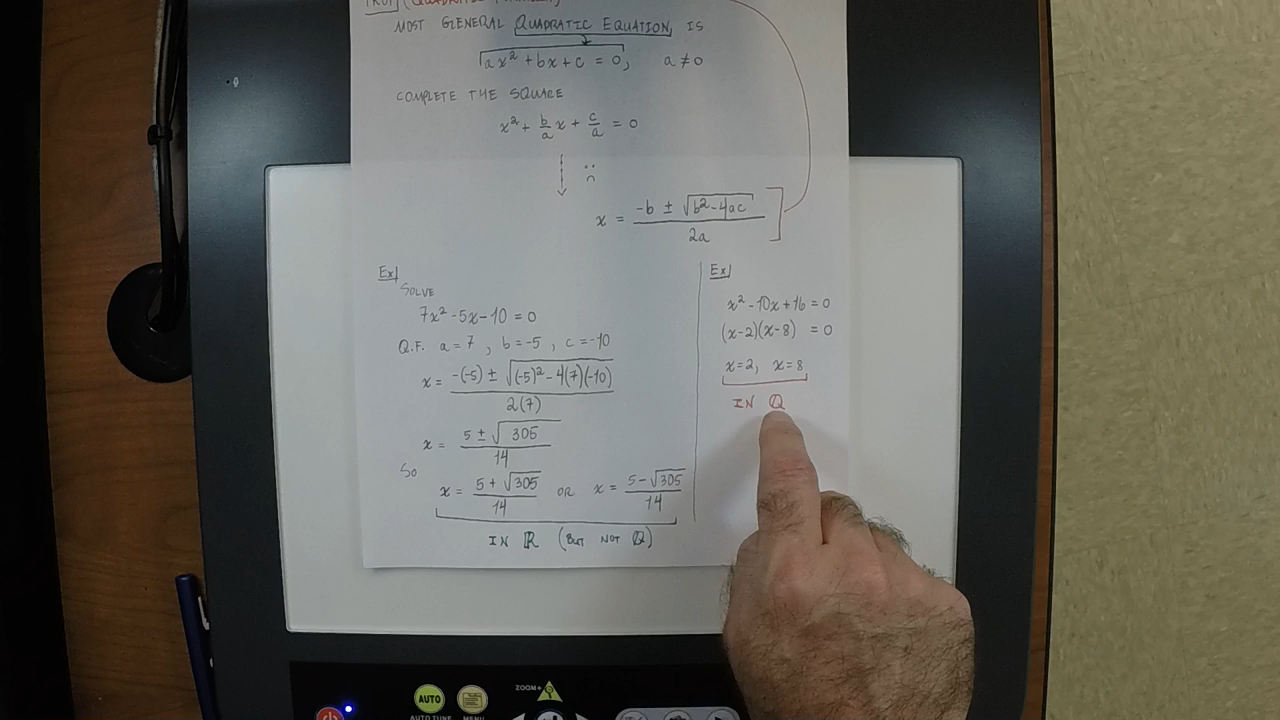 MOST GENERAL QUADRATIC EQUATION IS
ax² + bx + c = 0, a ≠ 0
COMPLETE THE SQUARE
x² + b/a x + c/a = 0
x = (-b ± √(b²-4ac))/2a
Ex
SOLVE
7x² - 5x - 10 = 0
Q.F. a = 7, b = -5, c = -10
x = (-(-5) ± √((-5)² - 4(7)(-10)))/2(7)
x = (5 ± √305)/14
So
x = (5 + √305)/14 OR x = (5 - √305)/14
IN ℝ (BUT NOT ℚ)
Ex
x² - 10x + 16 = 0
(x-2)(x-8) = 0
x = 2, x = 8
IN ℚ
AUTO
AUTO TUNE MENU
ZOOM+